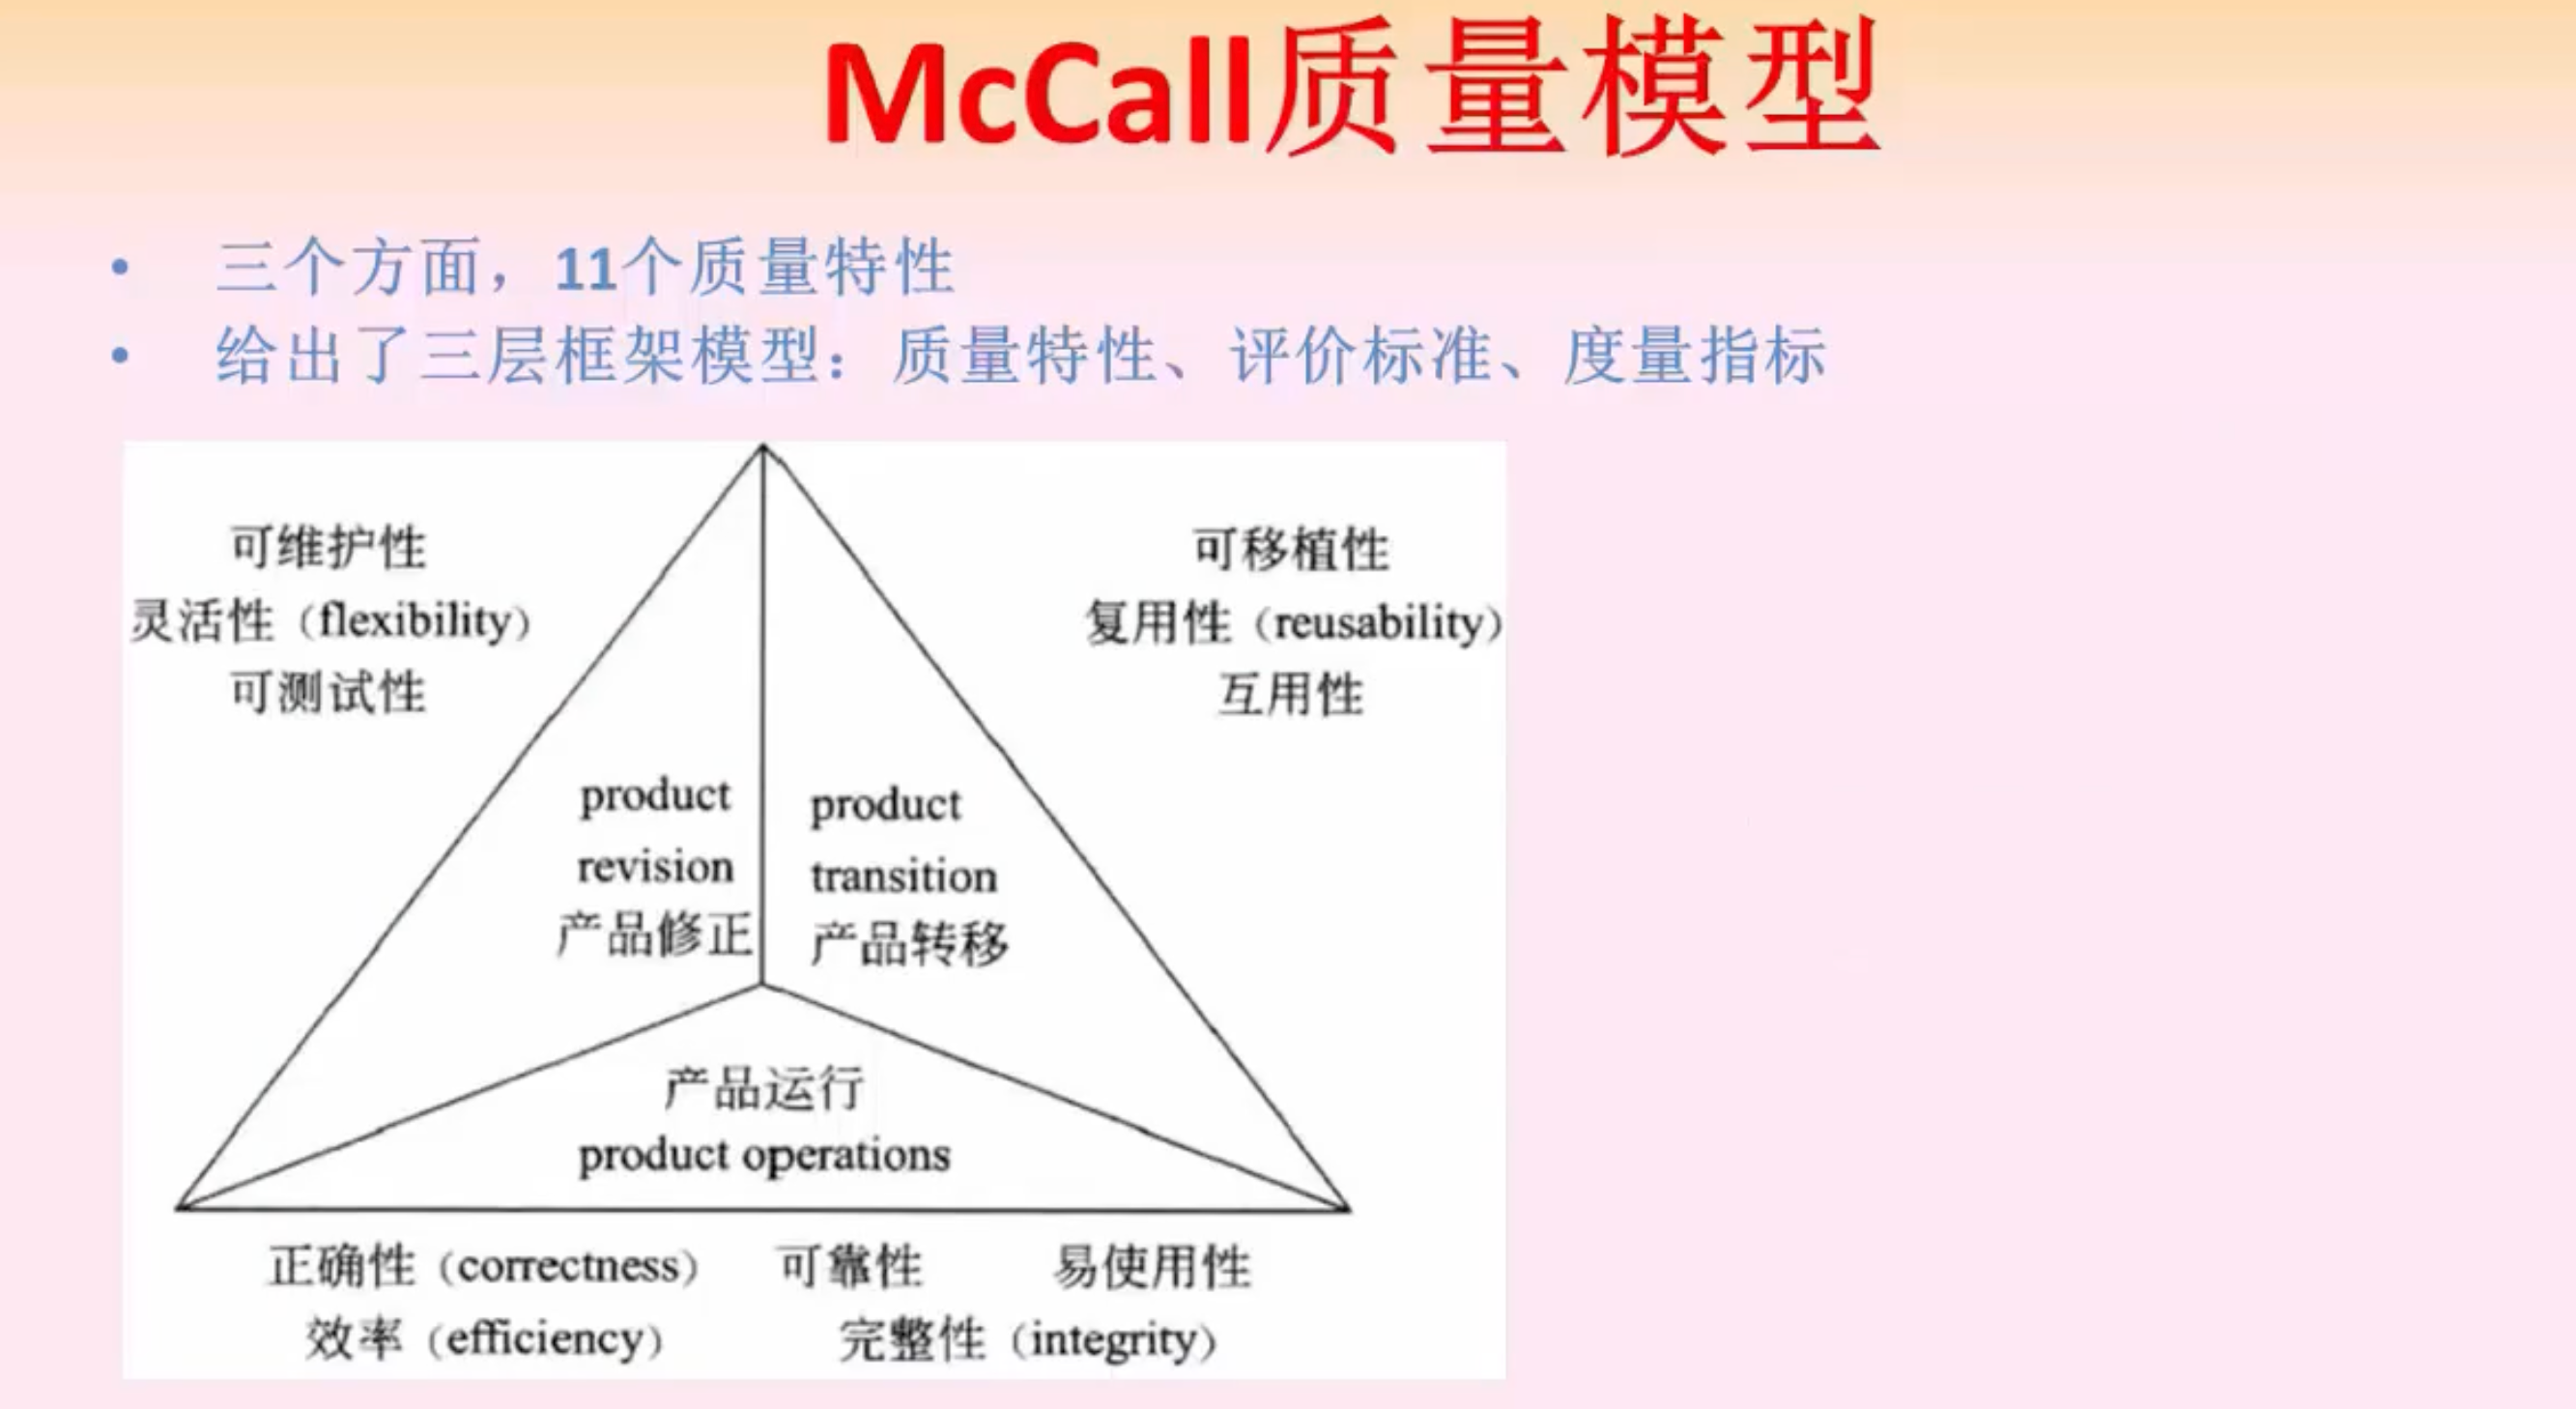 McCall质量模型
• 三个方面，11个质量特性
• 给出了三层框架模型：质量特性、评价标准、度量指标
可维护性
灵活性（flexibility）
可测试性
可移植性
复用性（reusability）
互用性
product
revision
产品修正
product
transition
产品转移
产品运行
product operations
正确性（correctness） 可靠性 易使用性
效率（efficiency） 完整性（integrity）